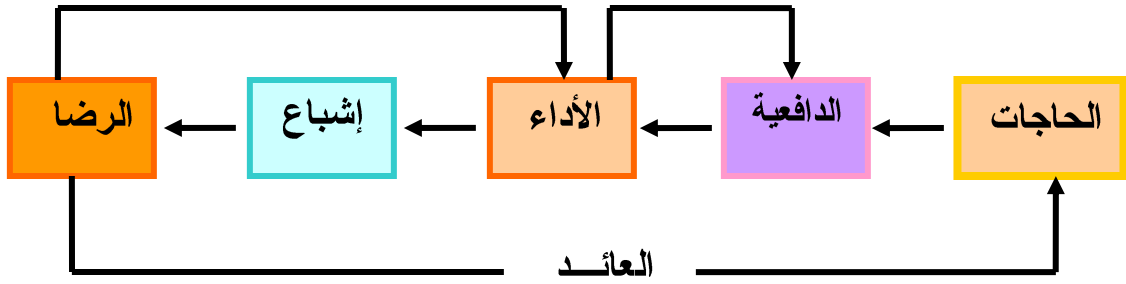 الحاجات
الدافعية
الأداء
إشباع
الرضا
العائــد